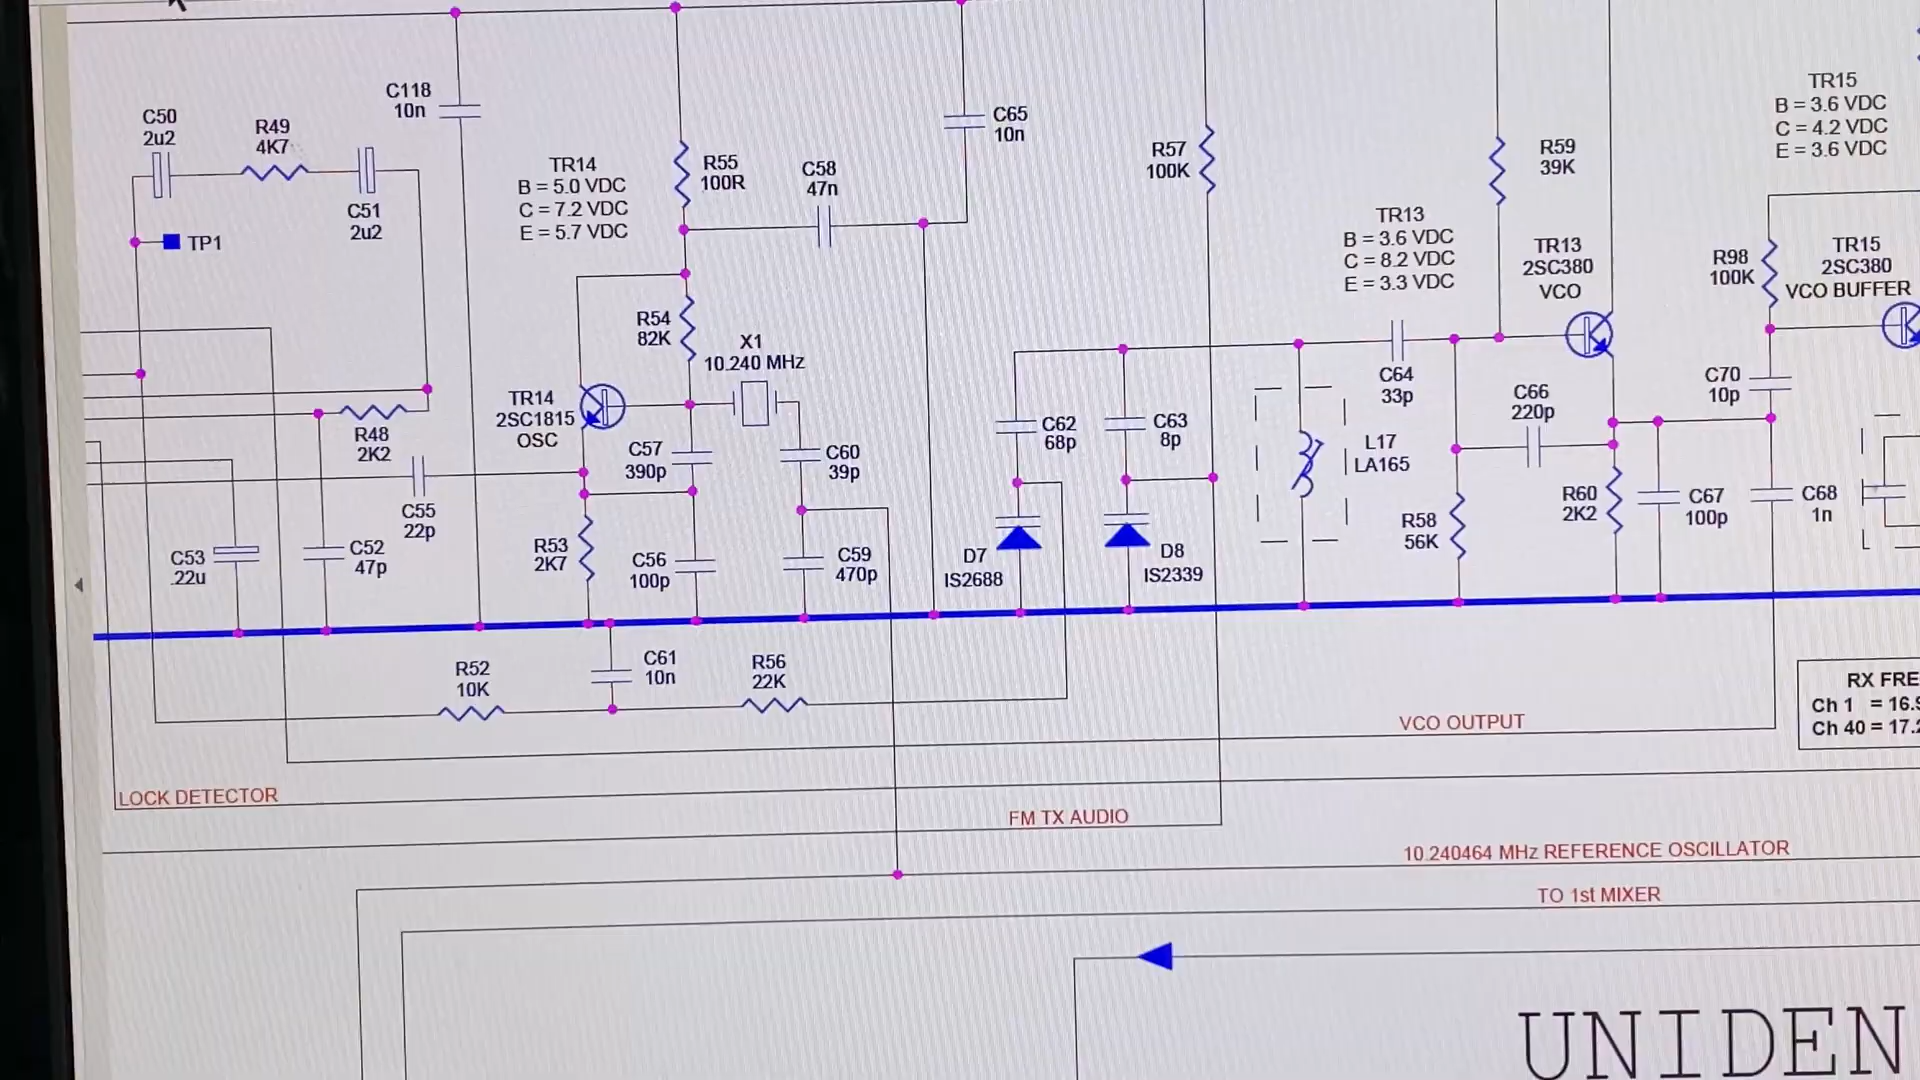 C50
2u2
R49
4K7
C51
2u2
TP1
C118
10n
TR14
B = 5.0 VDC
C = 7.2 VDC
E = 5.7 VDC
R55
100R
C58
47n
C65
10n
R57
100K
R59
39K
TR13
B = 3.6 VDC
C = 8.2 VDC
E = 3.3 VDC
TR13
2SC380
VCO
TR15
B = 3.6 VDC
C = 4.2 VDC
E = 3.6 VDC
R98
100K
TR15
2SC380
VCO BUFFER
R54
82K
X1
10.240 MHz
TR14
2SC1815
OSC
R48
2K2
C57
390p
C60
39p
C62
68p
C63
8p
C64
33p
L17
LA165
C66
220p
C70
10p
C55
22p
C53
.22u
C52
47p
R53
2K7
C56
100p
C59
470p
D7
IS2688
D8
IS2339
R58
56K
R60
2K2
C67
100p
C68
1n
R52
10K
C61
10n
R56
22K
VCO OUTPUT
RX FRE
Ch 1 = 16.9
Ch 40 = 17.2
LOCK DETECTOR
FM TX AUDIO
10.240464 MHz REFERENCE OSCILLATOR
TO 1st MIXER
UNIDEN